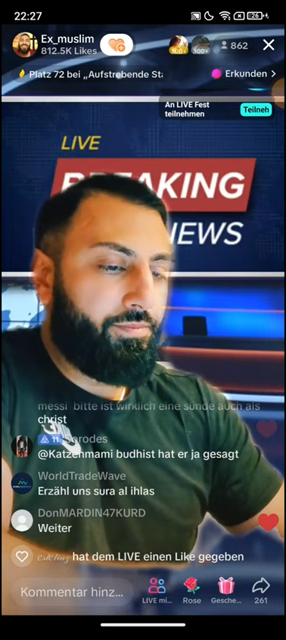 22:27
26
Ex_muslim
812.5K Likes
862
Platz 72 bei „Aufstrebende St
Erkunden >
An LIVE Fest
teilnehmen
Teilneh
LIVE
BREAKING
NEWS
messi bitte ist wirklich eine sünde auch als
christ
11
@Katzenmami budhist hat er ja gesagt
WorldTradeWave
Erzähl uns sura al ihlas
DonMARDIN47KURD
Weiter
hat dem LIVE einen Like gegeben
Kommentar hinz...
LIVE mi...
Rose
Gesche...
261